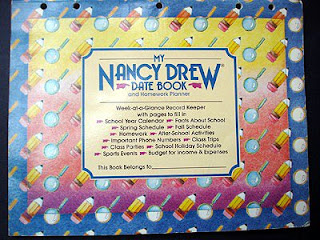 MY
NANCY DREW®
DATE BOOK
and Homework Planner
Week-at-a-Glance Record Keeper
with pages to fill in
School Year Calendar Facts About School
Spring Schedule Fall Schedule
Homework After-School Activities
Important Phone Numbers Class Trips
Class Parties School Holiday Schedule
Sports Events Budget for Income & Expenses
This Book Belongs to